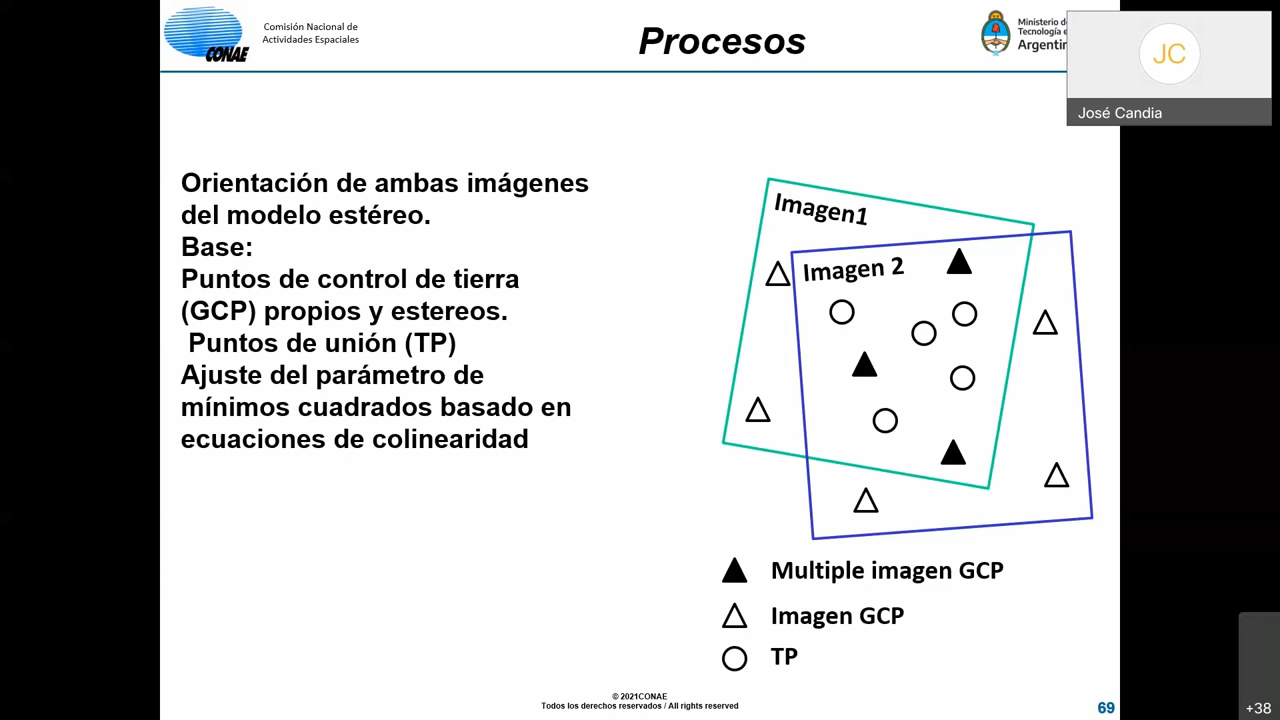 Comisión Nacional de
Actividades Espaciales
CONAE
Procesos
Ministerio de
Tecnología e
Argentin
JC
José Candia
Orientación de ambas imágenes
del modelo estéreo.
Base:
Puntos de control de tierra
(GCP) propios y estereos.
Puntos de unión (TP)
Ajuste del parámetro de
mínimos cuadrados basado en
ecuaciones de colinearidad
Imagen1
Imagen 2
Multiple imagen GCP
Imagen GCP
TP
© 2021CONAE
Todos los derechos reservados / All rights reserved
69
+38